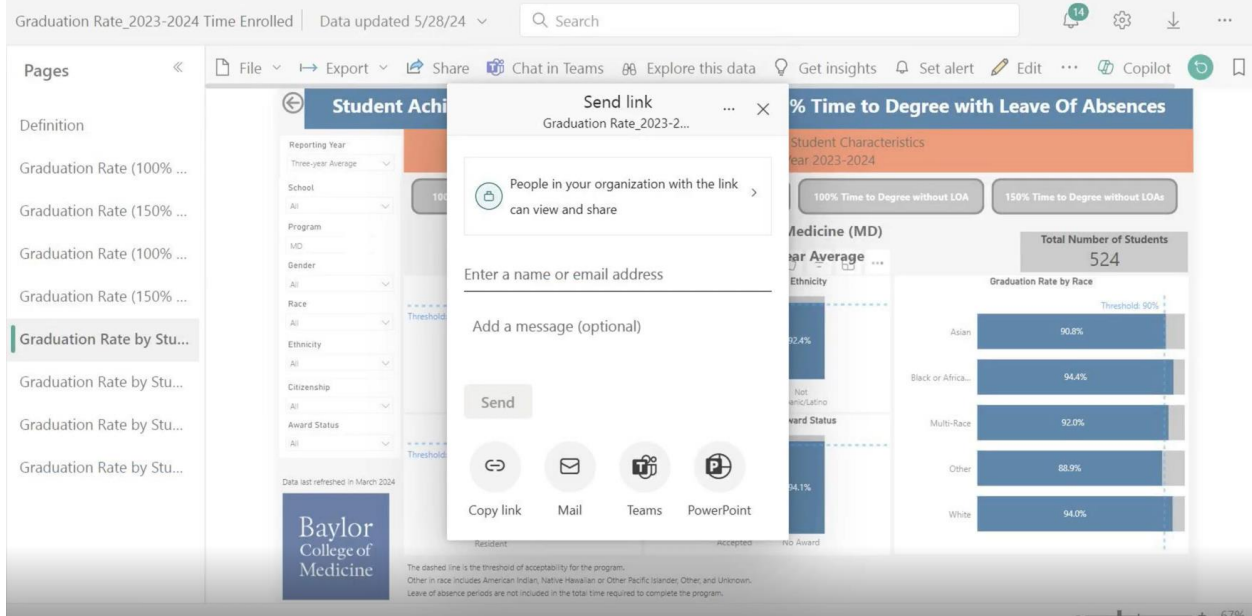 Graduation Rate_2023-2024 Time Enrolled
Data updated 5/28/24
Search
14
Pages
File
Export
Share
Chat in Teams
Explore this data
Get insights
Set alert
Edit
Copilot
Definition
Graduation Rate (100% ...
Graduation Rate (150% ...
Graduation Rate (100% ...
Graduation Rate (150% ...
Graduation Rate by Stu...
Graduation Rate by Stu...
Graduation Rate by Stu...
Graduation Rate by Stu...
Student Achi
% Time to Degree with Leave Of Absences
Student Characteristics
ear 2023-2024
Reporting Year
Three-year Average
School
All
Program
MD
Gender
All
Race
All
Ethnicity
All
Citizenship
All
Award Status
All
Data last refreshed in March 2024
Baylor
College of
Medicine
100
100% Time to Degree without LOA
150% Time to Degree without LOAs
Medicine (MD)
ear Average
Total Number of Students
524
Threshold
Threshold
Ethnicity
92.4%
Not
anic/Latino
ward Status
94.1%
No Award
Resident
Accepted
Graduation Rate by Race
Threshold: 90%
Asian
90.8%
Black or Africa...
94.4%
Multi-Race
92.0%
Other
88.9%
White
94.0%
The dashed line is the threshold of acceptability for the program.
Other in race includes American Indian, Native Hawaiian or Other Pacific Islander, Other, and Unknown.
Leave of absence periods are not included in the total time required to complete the program.
Send link
Graduation Rate_2023-2...
People in your organization with the link
can view and share
Enter a name or email address
Add a message (optional)
Send
Copy link
Mail
Teams
PowerPoint
67%